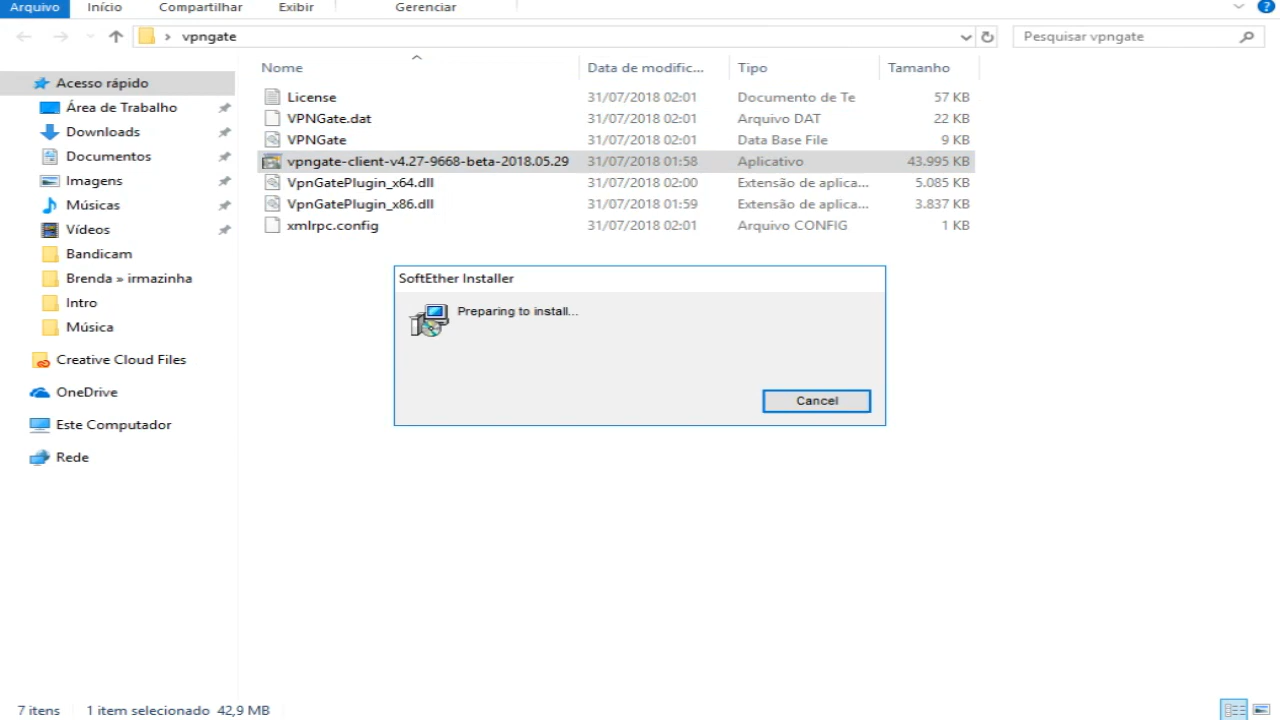 Arquivo Início Compartilhar Exibir Gerenciar
vpngate Pesquisar vpngate
Nome Data de modific... Tipo Tamanho
Acesso rápido
Área de Trabalho
Downloads
Documentos
Imagens
Músicas
Vídeos
Bandicam
Brenda » irmazinha
Intro
Música
Creative Cloud Files
OneDrive
Este Computador
Rede
License 31/07/2018 02:01 Documento de Te 57 KB
VPNGate.dat 31/07/2018 02:01 Arquivo DAT 22 KB
VPNGate 31/07/2018 02:01 Data Base File 9 KB
vpngate-client-v4.27-9668-beta-2018.05.29 31/07/2018 01:58 Aplicativo 43.995 KB
VpnGatePlugin_x64.dll 31/07/2018 02:00 Extensão de aplica... 5.085 KB
VpnGatePlugin_x86.dll 31/07/2018 01:59 Extensão de aplica... 3.837 KB
xmlrpc.config 31/07/2018 02:01 Arquivo CONFIG 1 KB
SoftEther Installer
Preparing to install...
Cancel
7 itens 1 item selecionado 42,9 MB